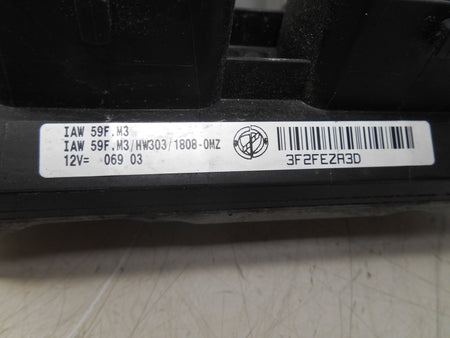 IAW 59F.M3
IAW 59F.M3/HW303/1808-0MZ
12V= 069 03
3F2FEZA3D